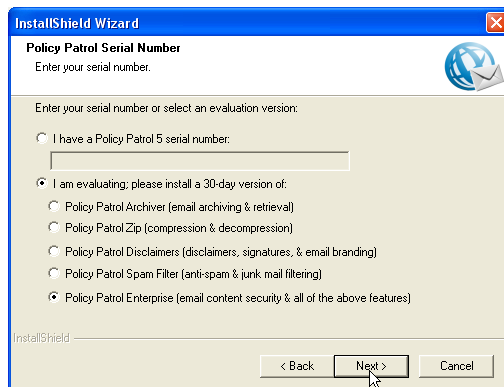 InstallShield Wizard
Policy Patrol Serial Number
Enter your serial number.
Enter your serial number or select an evaluation version:
I have a Policy Patrol 5 serial number:
I am evaluating; please install a 30-day version of:
Policy Patrol Archiver (email archiving & retrieval)
Policy Patrol Zip (compression & decompression)
Policy Patrol Disclaimers (disclaimers, signatures, & email branding)
Policy Patrol Spam Filter (anti-spam & junk mail filtering)
Policy Patrol Enterprise (email content security & all of the above features)
InstallShield
< Back Next > Cancel